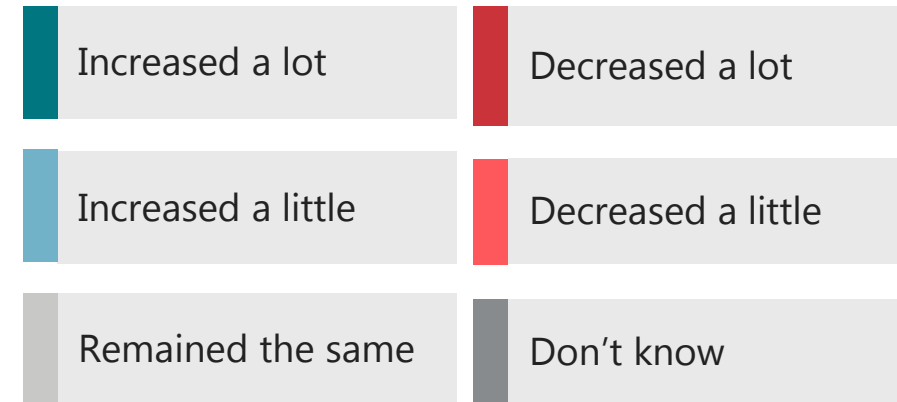 Increased a lot
Decreased a lot
Increased a little
Decreased a little
Remained the same
Don’t know